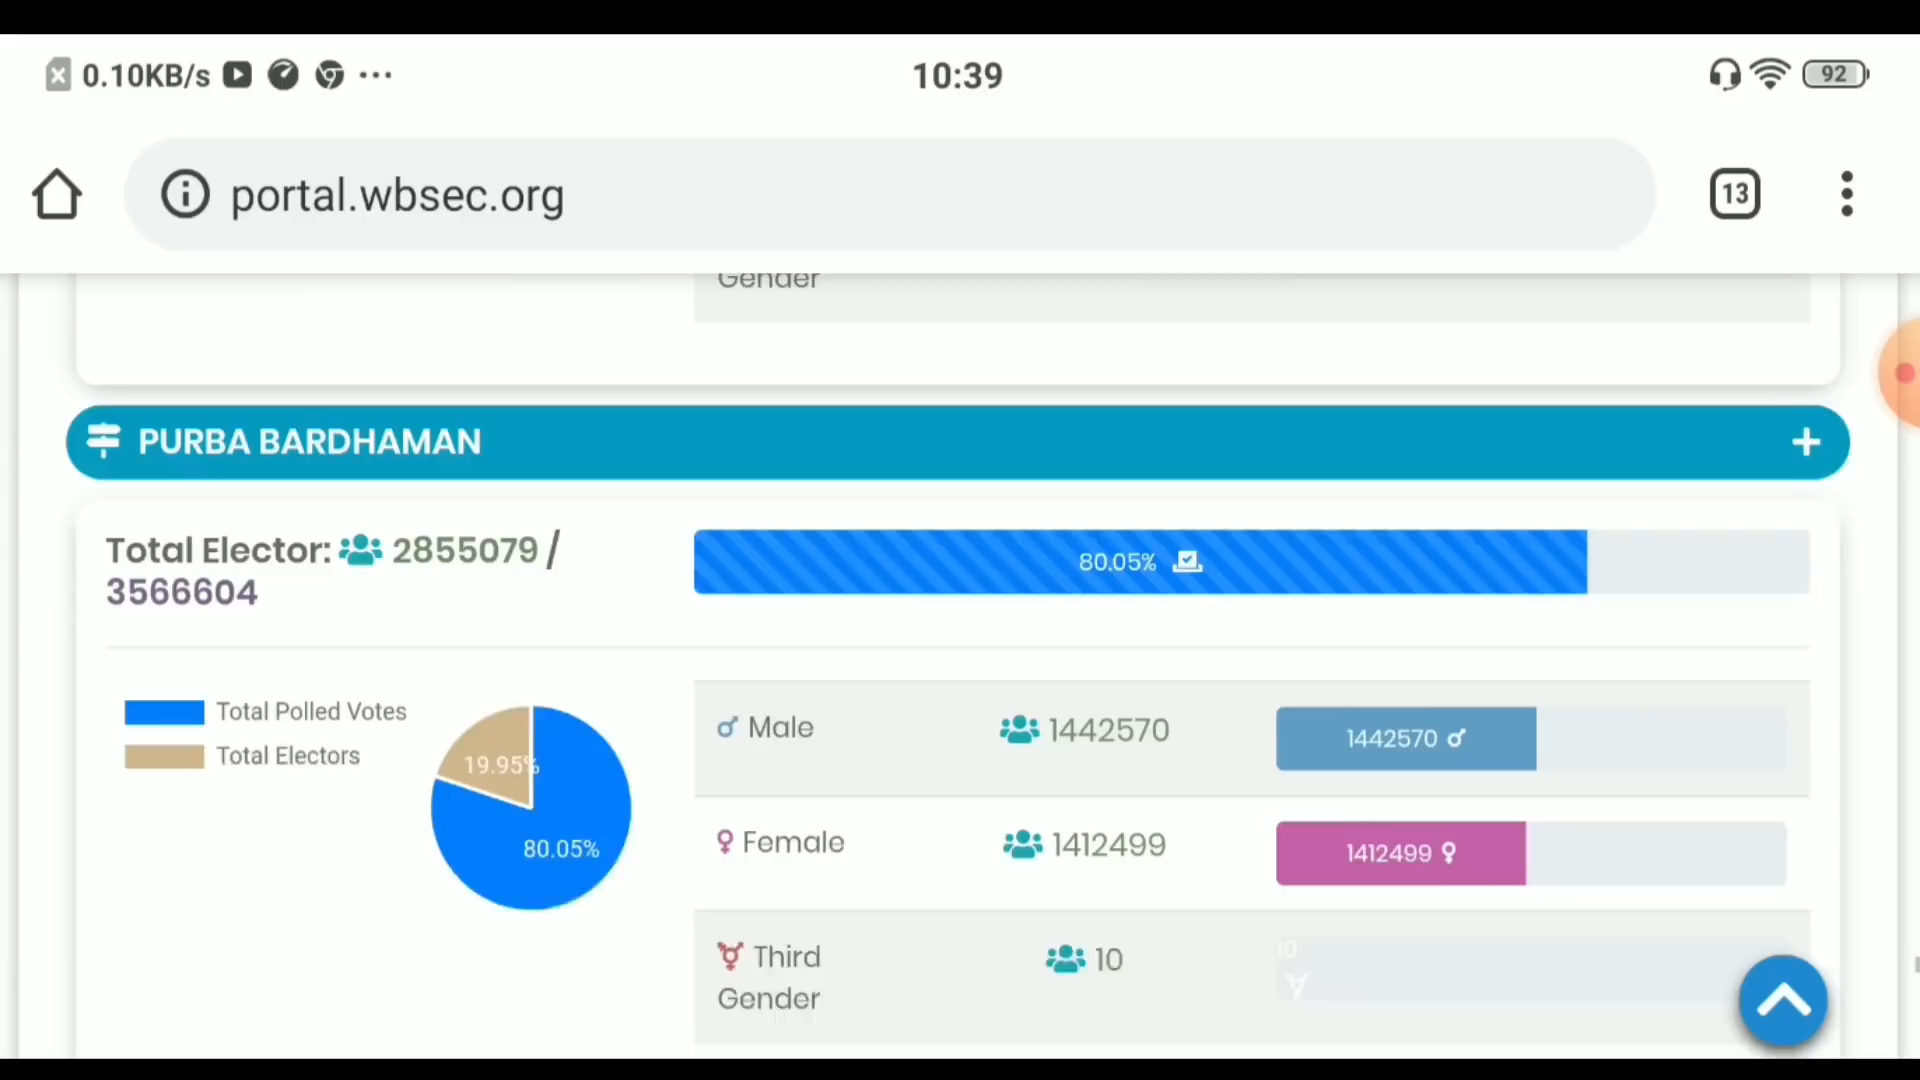 0.10KB/s
10:39
92
portal.wbsec.org
13
Gender
PURBA BARDHAMAN
Total Elector: 2855079 /
3566604
80.05%
Total Polled Votes
Total Electors
19.95%
80.05%
Male 1442570 1442570
Female 1412499 1412499
Third
Gender
10
10